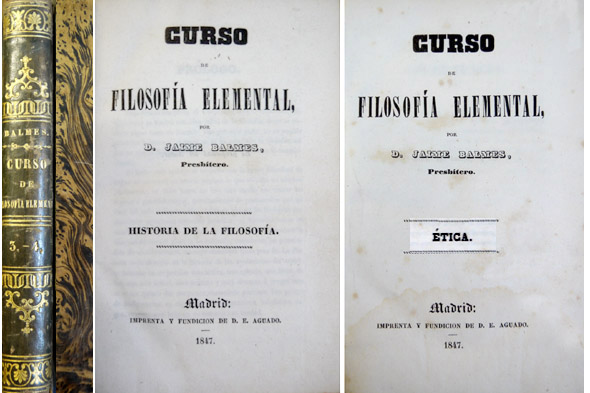 BALMES.
CURSO
DE
FILOSOFIA ELEMEN
3.-4.
CURSO
DE
FILOSOFÍA ELEMENTAL,
POR
D. JAIME BALMES,
Presbítero.
HISTORIA DE LA FILOSOFÍA.
Madrid:
IMPRENTA Y FUNDICION DE D. E. AGUADO.
1847.
CURSO
DE
FILOSOFÍA ELEMENTAL,
POR
D. JAIME BALMES,
Presbítero.
ÉTICA.
Madrid:
IMPRENTA Y FUNDICION DE D. E. AGUADO.
1847.